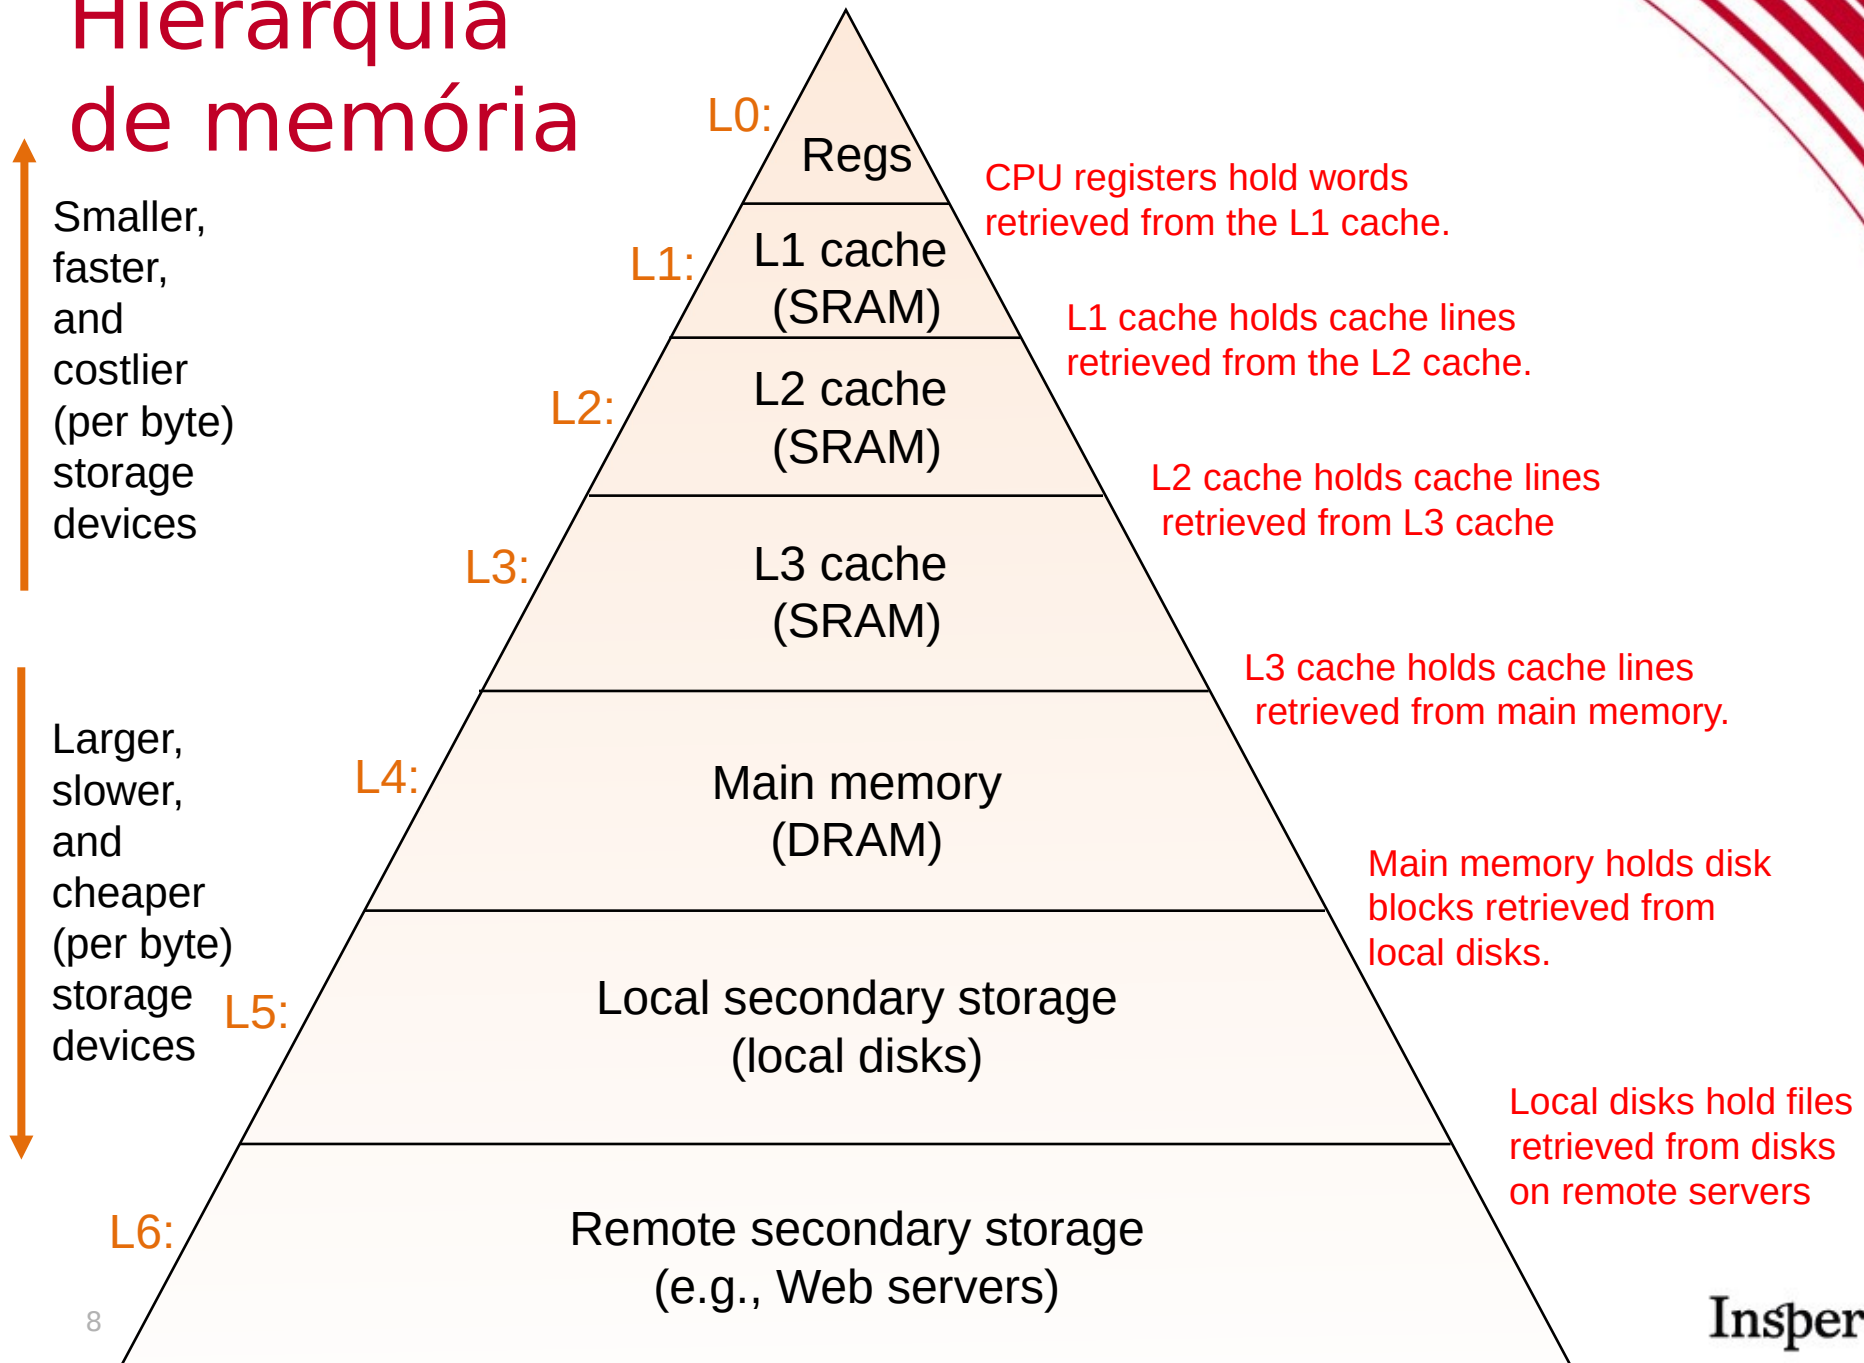 Hierarquia
de memória
Smaller,
faster,
and
costlier
(per byte)
storage
devices
Larger,
slower,
and
cheaper
(per byte)
storage
devices
L0:
Regs
CPU registers hold words
retrieved from the L1 cache.
L1:
L1 cache
(SRAM)
L1 cache holds cache lines
retrieved from the L2 cache.
L2:
L2 cache
(SRAM)
L2 cache holds cache lines
retrieved from L3 cache
L3:
L3 cache
(SRAM)
L3 cache holds cache lines
retrieved from main memory.
L4:
Main memory
(DRAM)
Main memory holds disk
blocks retrieved from
local disks.
L5:
Local secondary storage
(local disks)
Local disks hold files
retrieved from disks
on remote servers
L6:
Remote secondary storage
(e.g., Web servers)
8
Insper